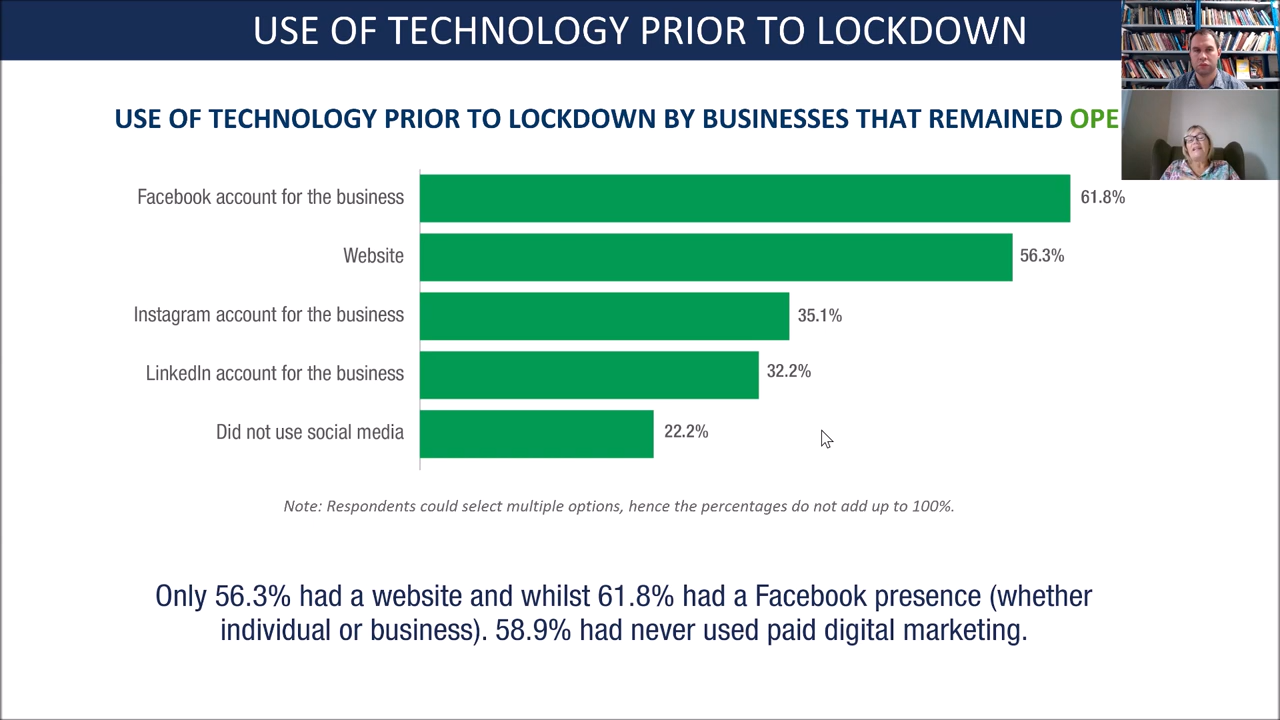 USE OF TECHNOLOGY PRIOR TO LOCKDOWN
USE OF TECHNOLOGY PRIOR TO LOCKDOWN BY BUSINESSES THAT REMAINED OPE
Facebook account for the business 61.8%
Website 56.3%
Instagram account for the business 35.1%
LinkedIn account for the business 32.2%
Did not use social media 22.2%
Note: Respondents could select multiple options, hence the percentages do not add up to 100%.
Only 56.3% had a website and whilst 61.8% had a Facebook presence (whether
individual or business). 58.9% had never used paid digital marketing.